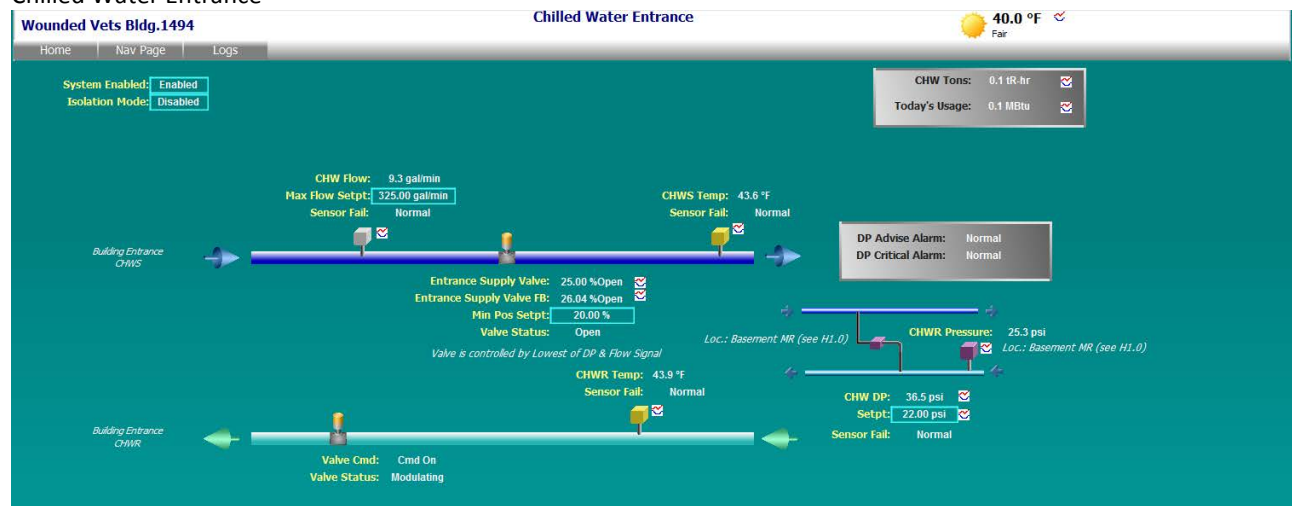 Chilled Water Entrance
Wounded Vets Bldg.1494
Chilled Water Entrance
40.0 °F
Fair
Home Nav Page Logs
System Enabled: Enabled
Isolation Mode: Disabled
CHW Tons: 0.1 tR-hr
Today's Usage: 0.1 MBtu
CHW Flow: 9.3 gal/min
Max Flow Setpt: 325.00 gal/min
Sensor Fail: Normal
CHWS Temp: 43.6 °F
Sensor Fail: Normal
Building Entrance
CHWS
DP Advise Alarm: Normal
DP Critical Alarm: Normal
Entrance Supply Valve: 25.00 %Open
Entrance Supply Valve FB: 26.04 %Open
Min Pos Setpt: 20.00 %
Valve Status: Open
Valve is controlled by Lowest of DP & Flow Signal
Loc.: Basement MR (see H1.0)
CHWR Pressure: 25.3 psi
Loc.: Basement MR (see H1.0)
CHWR Temp: 43.9 °F
Sensor Fail: Normal
CHW DP: 36.5 psi
Setpt: 22.00 psi
Sensor Fail: Normal
Building Entrance
CHWR
Valve Cmd: Cmd On
Valve Status: Modulating